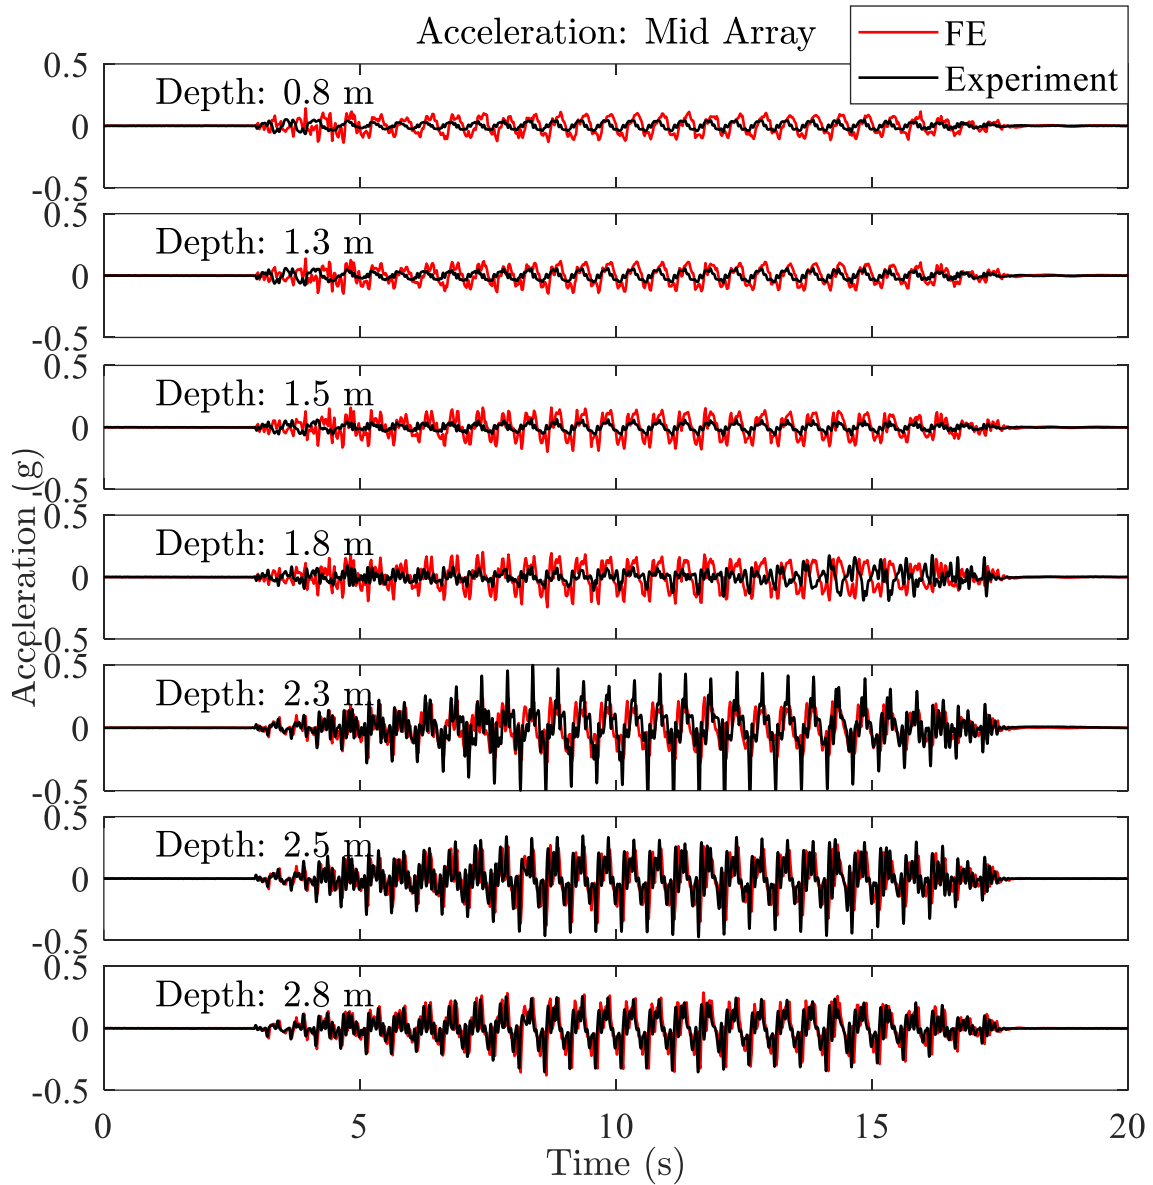 Acceleration: Mid Array
FE
Experiment
0.5
Depth: 0.8 m
0
-0.5
0.5
Depth: 1.3 m
0
-0.5
0.5
Depth: 1.5 m
0
-0.5
0.5
Depth: 1.8 m
0
-0.5
0.5
Depth: 2.3 m
0
-0.5
0.5
Depth: 2.5 m
0
-0.5
0.5
Depth: 2.8 m
0
-0.5
Acceleration (g)
0 5 10 15 20
Time (s)